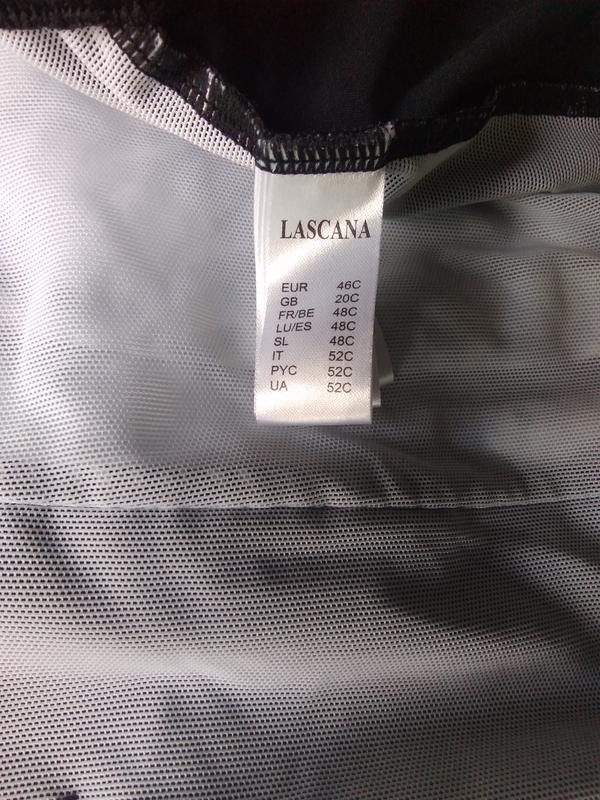 LASCANA
EUR 46C
GB 20C
FR/BE 48C
LU/ES 48C
SL 48C
IT 52C
PYC 52C
UA 52C